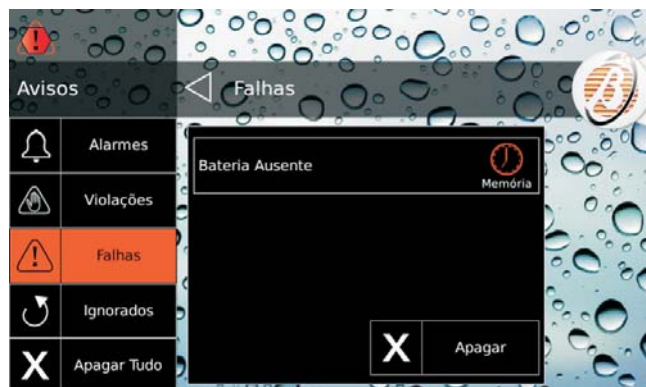 Avisos
Falhas
Alarmes
Violações
Falhas
Ignorados
Apagar Tudo
Bateria Ausente
Memória
Apagar